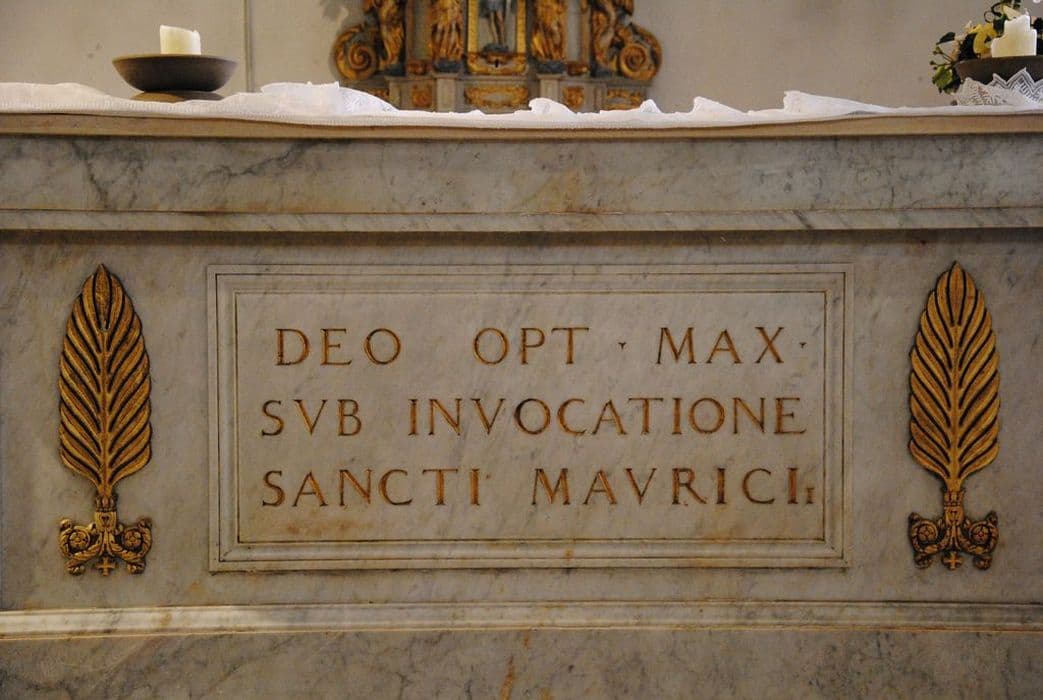 DEO OPT · MAX ·
SVB INVOCATIONE
SANCTI MAVRICII